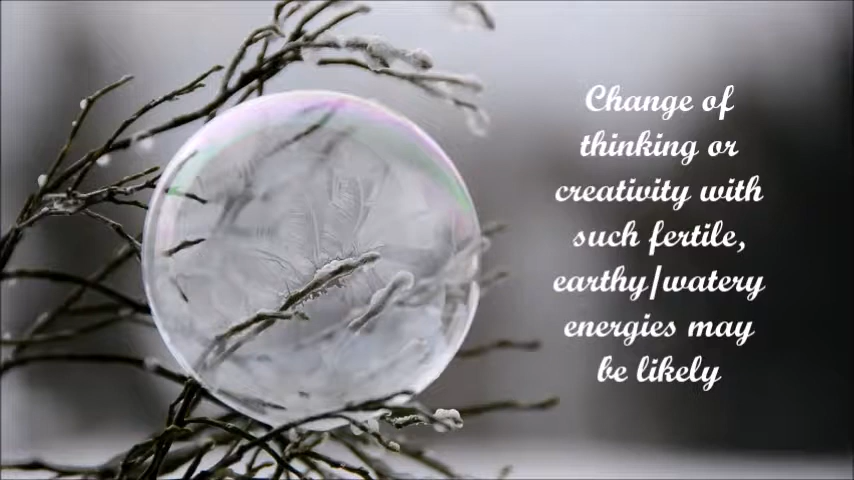 Change of
thinking or
creativity with
such fertile,
earthy/watery
energies may
be likely